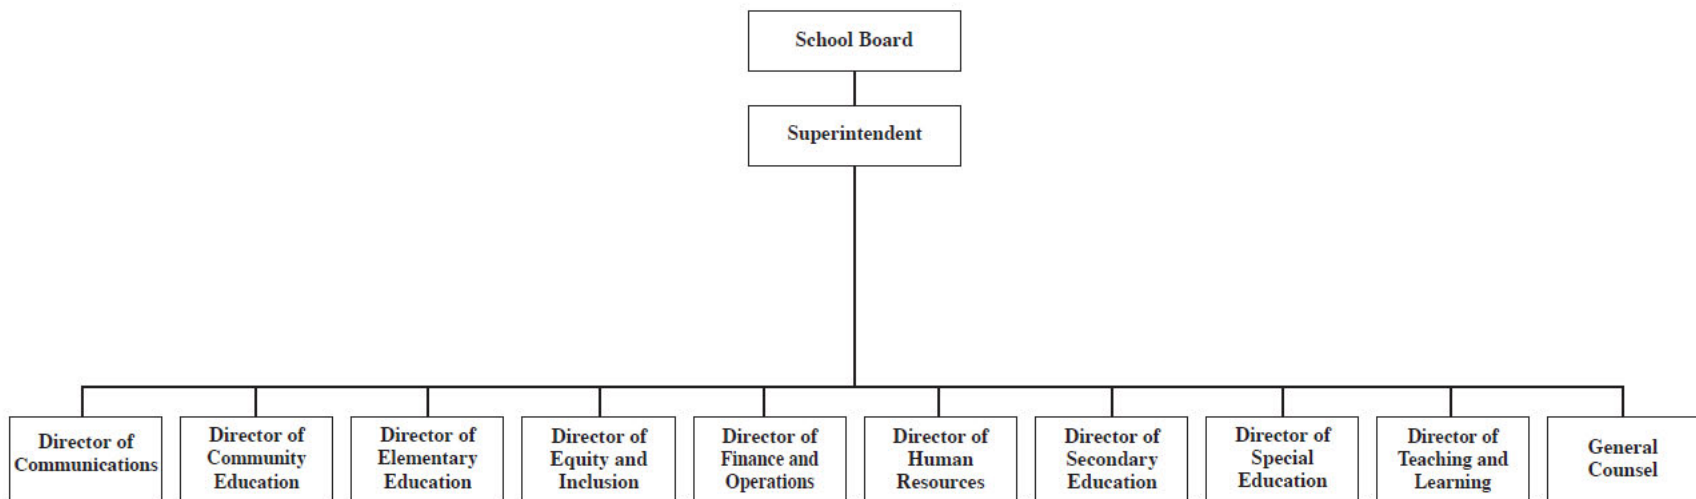 School Board
Superintendent
Director of
Communications
Director of
Community
Education
Director of
Elementary
Education
Director of
Equity and
Inclusion
Director of
Finance and
Operations
Director of
Human
Resources
Director of
Secondary
Education
Director of
Special
Education
Director of
Teaching and
Learning
General
Counsel